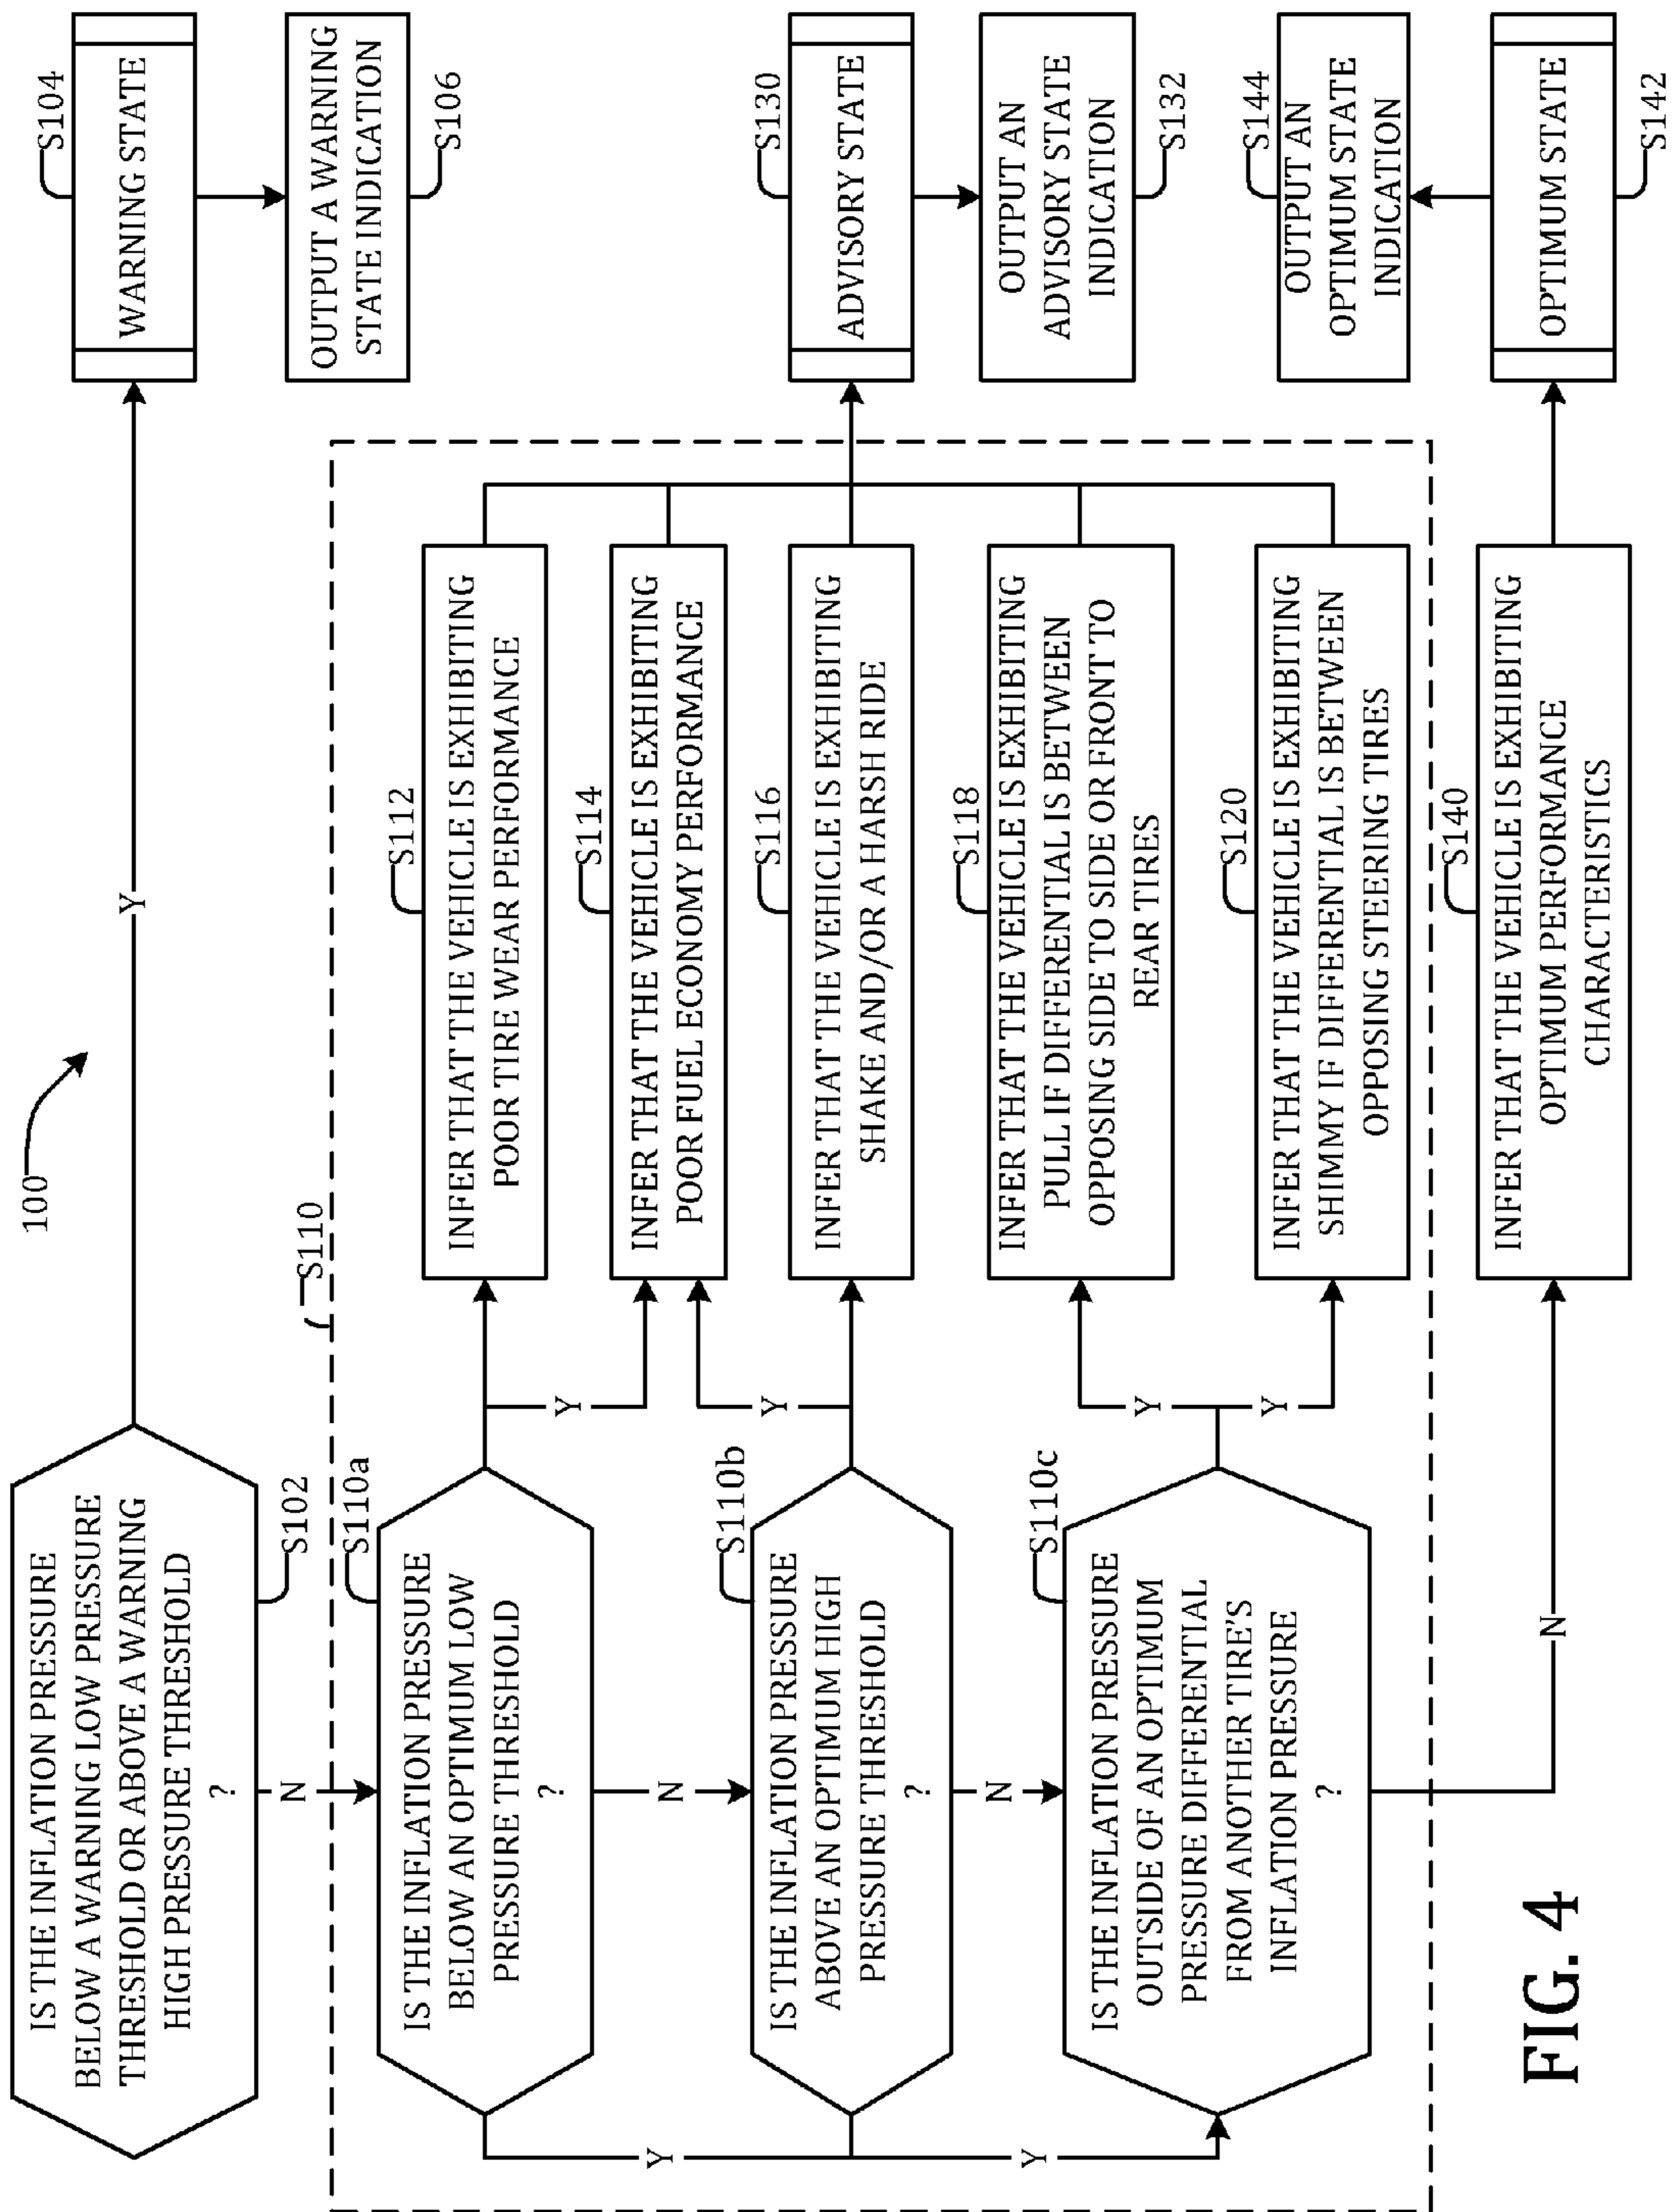 100
IS THE INFLATION PRESSURE
BELOW A WARNING LOW PRESSURE
THRESHOLD OR ABOVE A WARNING
HIGH PRESSURE THRESHOLD
?
S102
Y
N
WARNING STATE
S104
OUTPUT A WARNING
STATE INDICATION
S106
S110
IS THE INFLATION PRESSURE
BELOW AN OPTIMUM LOW
PRESSURE THRESHOLD
?
S110a
Y
Y
N
INFER THAT THE VEHICLE IS EXHIBITING
POOR TIRE WEAR PERFORMANCE
S112
INFER THAT THE VEHICLE IS EXHIBITING
POOR FUEL ECONOMY PERFORMANCE
S114
IS THE INFLATION PRESSURE
ABOVE AN OPTIMUM HIGH
PRESSURE THRESHOLD
?
S110b
Y
Y
N
INFER THAT THE VEHICLE IS EXHIBITING
SHAKE AND/OR A HARSH RIDE
S116
ADVISORY STATE
S130
OUTPUT AN
ADVISORY STATE
INDICATION
S132
IS THE INFLATION PRESSURE
OUTSIDE OF AN OPTIMUM
PRESSURE DIFFERENTIAL
FROM ANOTHER TIRE'S
INFLATION PRESSURE
?
S110c
Y
Y
N
INFER THAT THE VEHICLE IS EXHIBITING
PULL IF DIFFERENTIAL IS BETWEEN
OPPOSING SIDE TO SIDE OR FRONT TO
REAR TIRES
S118
INFER THAT THE VEHICLE IS EXHIBITING
SHIMMY IF DIFFERENTIAL IS BETWEEN
OPPOSING STEERING TIRES
S120
INFER THAT THE VEHICLE IS EXHIBITING
OPTIMUM PERFORMANCE
CHARACTERISTICS
S140
OUTPUT AN
OPTIMUM STATE
INDICATION
S144
OPTIMUM STATE
S142
FIG. 4